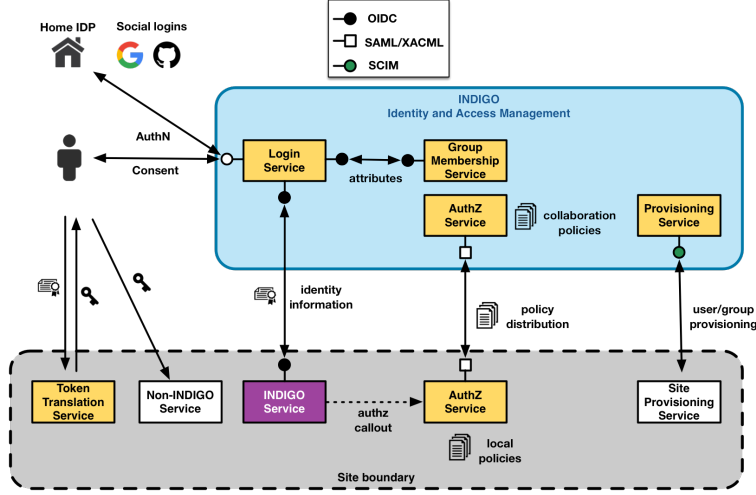 Home IDP
Social logins
OIDC
SAML/XACML
SCIM
INDIGO
Identity and Access Management
AuthN
Consent
Login
Service
attributes
Group
Membership
Service
AuthZ
Service
collaboration
policies
Provisioning
Service
identity
information
policy
distribution
user/group
provisioning
Token
Translation
Service
Non-INDIGO
Service
INDIGO
Service
authz
callout
AuthZ
Service
local
policies
Site
Provisioning
Service
Site boundary